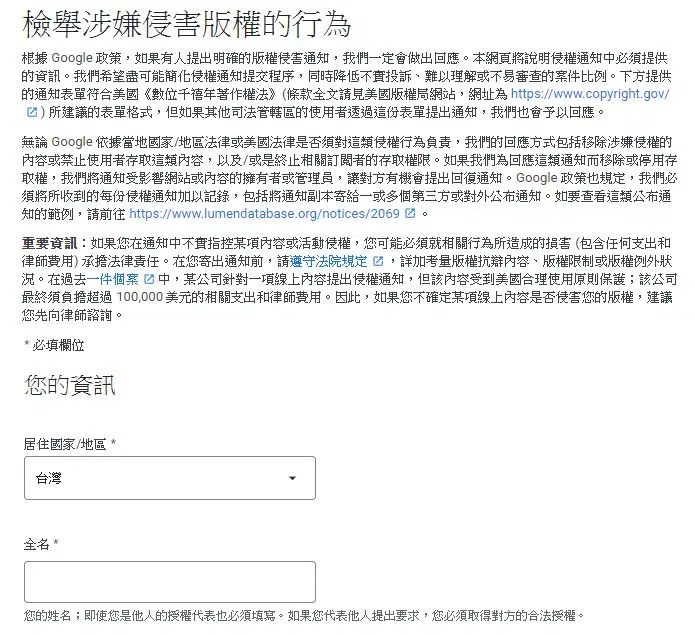 檢舉涉嫌侵害版權的行為
根據 Google 政策，如果有人提出明確的版權侵害通知，我們一定會做出回應。本網頁將說明侵權通知中必須提供
的資訊。我們希望盡可能簡化侵權通知提交程序，同時降低不實投訴、難以理解或不易審查的案件比例。下方提供
的通知表單符合美國《數位千禧年著作權法》(條款全文請見美國版權局網站，網址為 https://www.copyright.gov/
) 所建議的表單格式，但如果其他司法管轄區的使用者透過這份表單提出通知，我們也會予以回應。
無論 Google 依據當地國家/地區法律或美國法律是否須對這類侵權行為負責，我們的回應方式包括移除涉嫌侵權的
內容或禁止使用者存取這類內容，以及/或是終止相關訂閱者的存取權限。如果我們為回應這類通知而移除或停用存
取權，我們將通知受影響網站或內容的擁有者或管理員，讓對方有機會提出回復通知。Google 政策也規定，我們必
須將所收到的每份侵權通知加以記錄，包括將通知副本寄給一或多個第三方或對外公布通知。如要查看這類公布通
知的範例，請前往 https://www.lumendatabase.org/notices/2069 。
重要資訊：如果您在通知中不實指控某項內容或活動侵權，您可能必須就相關行為所造成的損害 (包含任何支出和
律師費用) 承擔法律責任。在您寄出通知前，請遵守法院規定 ，詳加考量版權抗辯內容、版權限制或版權例外狀
況。在過去一件個案 中，某公司針對一項線上內容提出侵權通知，但該內容受到美國合理使用原則保護；該公司
最終須負擔超過 100,000 美元的相關支出和律師費用。因此，如果您不確定某項線上內容是否侵害您的版權，建議
您先向律師諮詢。
* 必填欄位
您的資訊
居住國家/地區 *
台灣
全名 *
您的姓名；即使您是他人的授權代表也必須填寫。如果您代表他人提出要求，您必須取得對方的合法授權。